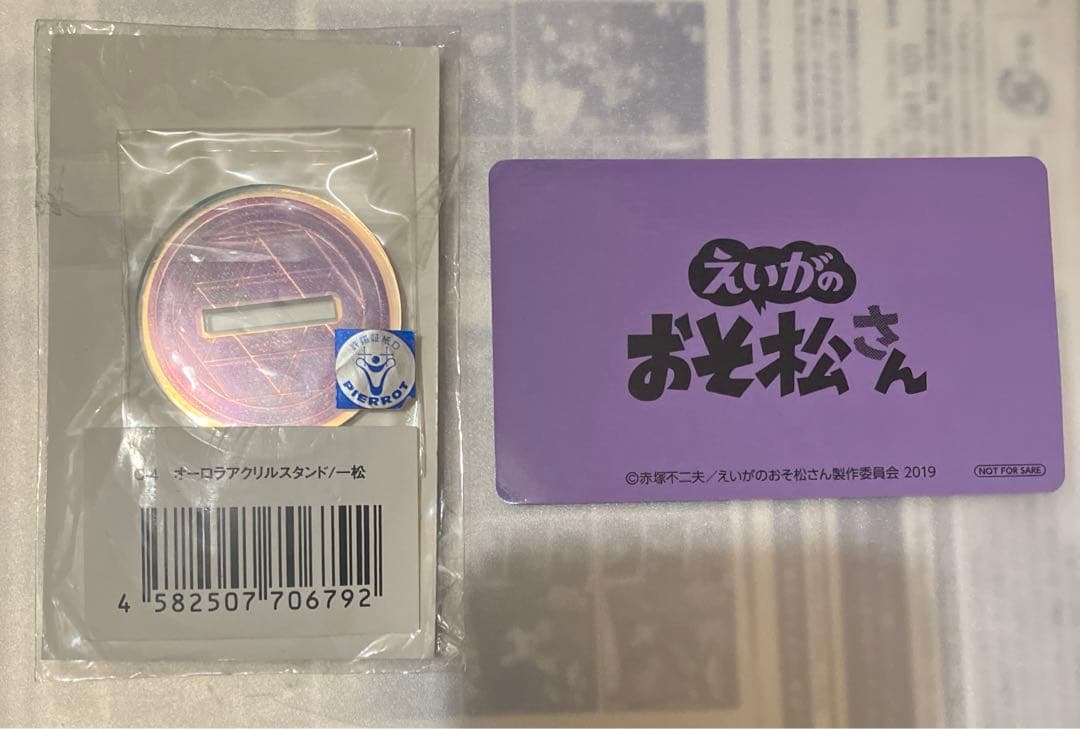 許諾証紙D
PIERROT
C-4 オーロラアクリルスタンド/一松
4 582507 706792
えいがの
おそ松さん
©赤塚不二夫/えいがのおそ松さん製作委員会 2019
NOT FOR SARE